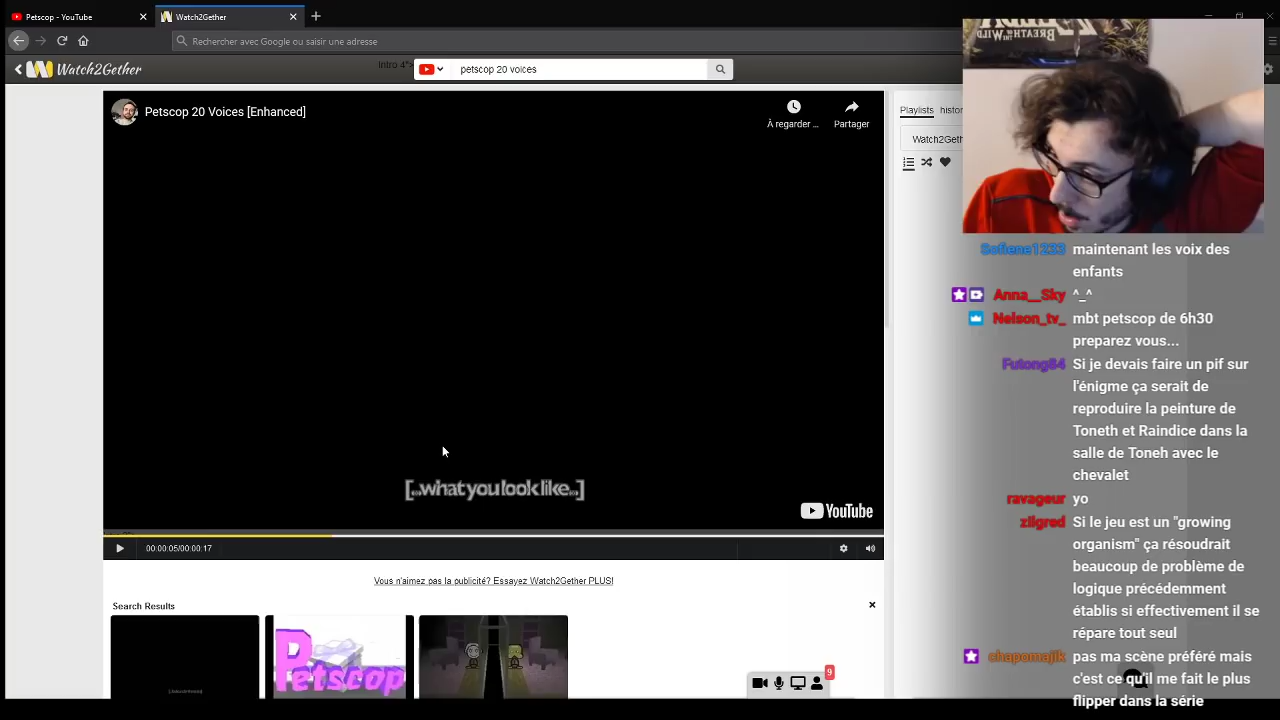 Petscop - YouTube
Watch2Gether
Rechercher avec Google ou saisir une adresse
Watch2Gether
Intro 4">
petscop 20 voices
Petscop 20 Voices [Enhanced]
À regarder ...
Partager
Playlists
histor
Watch2Geth
[..what you look like..]
YouTube
00:00:05/00:00:17
Vous n'aimez pas la publicité? Essayez Watch2Gether PLUS!
Search Results
Petscop
9
Sofiene1233 maintenant les voix des
enfants
Anna__Sky ^_^
Nelson_tv_ mbt petscop de 6h30
preparez vous...
Futong84 Si je devais faire un pif sur
l'énigme ça serait de
reproduire la peinture de
Toneth et Raindice dans la
salle de Toneh avec le
chevalet
ravageur yo
zilgred Si le jeu est un "growing
organism" ça résoudrait
beaucoup de problème de
logique précédemment
établis si effectivement il se
répare tout seul
chapomajik pas ma scène préféré mais
c'est ce qu'il me fait le plus
flipper dans la série